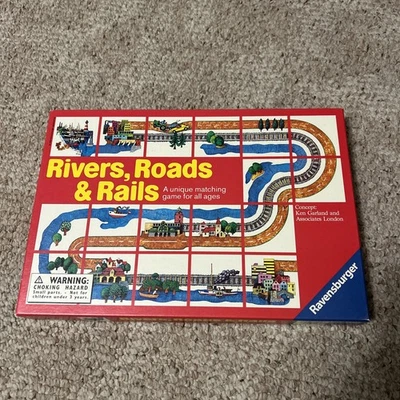 Rivers, Roads
& Rails
A unique matching
game for all ages
Concept:
Ken Garland and
Associates London
WARNING:
CHOKING HAZARD
Small parts. - Not for
children under 3 years.
Ravensburger